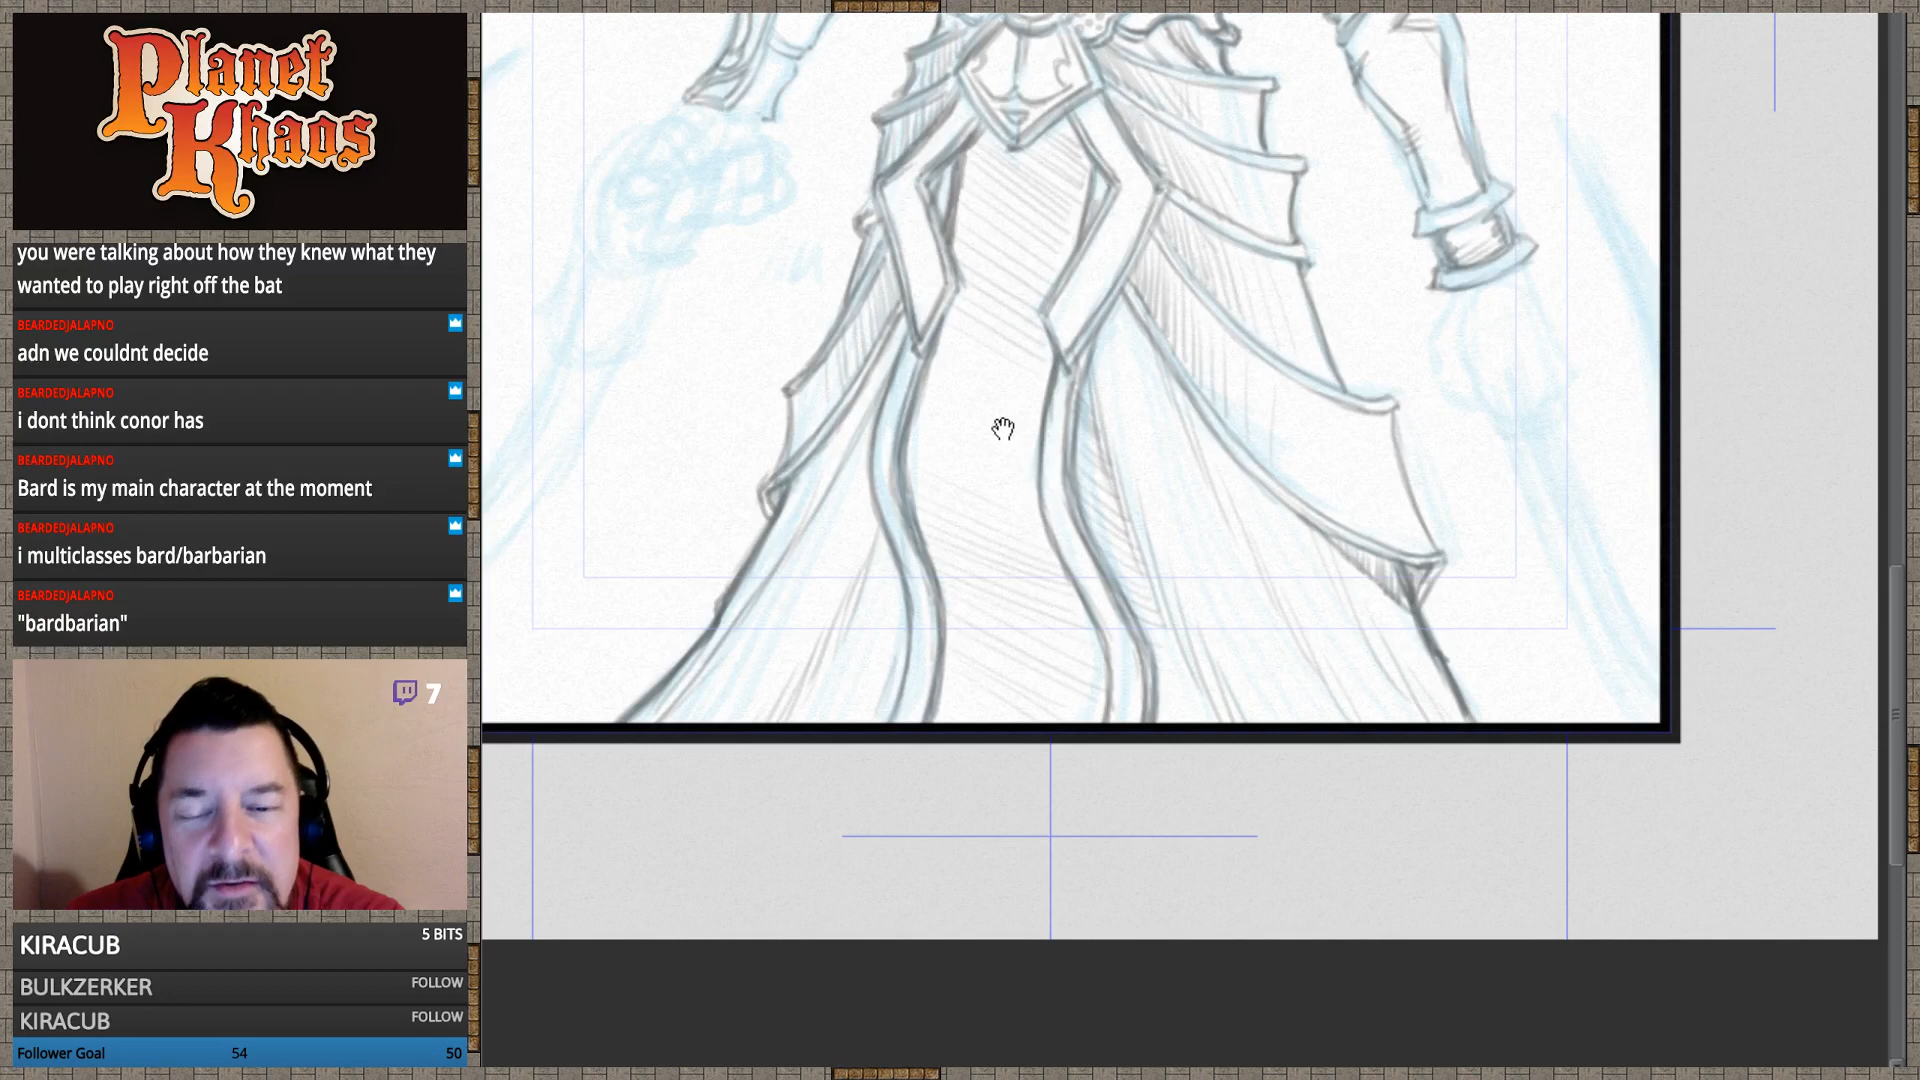 Planet
Khaos
you were talking about how they knew what they
wanted to play right off the bat
BEARDEDJALAPNO
adn we couldnt decide
BEARDEDJALAPNO
i dont think conor has
BEARDEDJALAPNO
Bard is my main character at the moment
BEARDEDJALAPNO
i multiclasses bard/barbarian
BEARDEDJALAPNO
"bardbarian"
7
KIRACUB 5 BITS
BULKZERKER FOLLOW
KIRACUB FOLLOW
Follower Goal 54 50